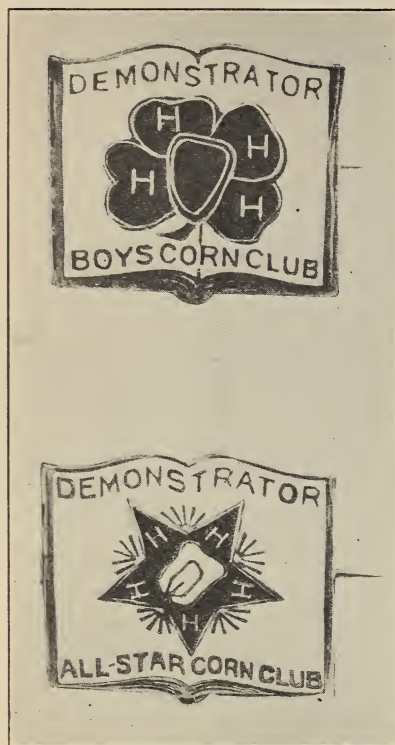 DEMONSTRATOR
H
H
H
H
BOYS CORN CLUB
DEMONSTRATOR
H
H
H
H
H
ALL-STAR CORN CLUB